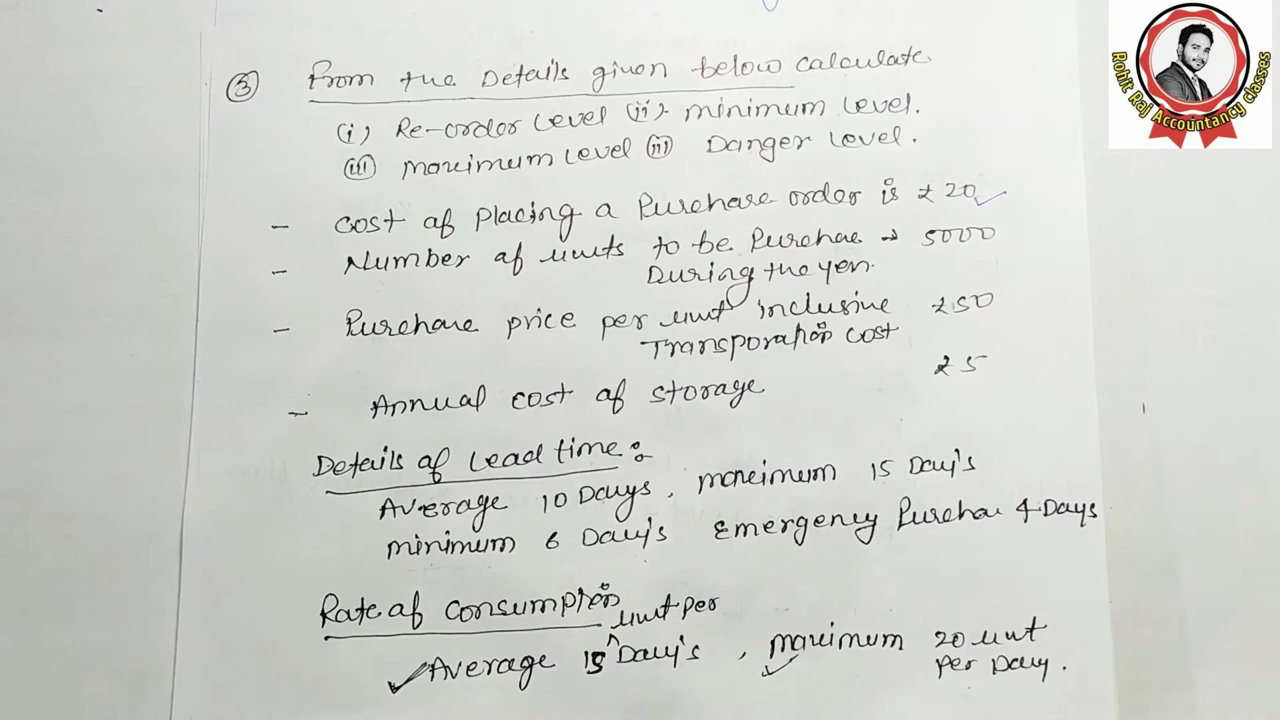 ③ From the Details given below calculate
(i) Re-order Level (ii) minimum Level.
(iii) maximum Level (iii) Danger Level.
- Cost of Placing a Purchase order is ₹ 20
- Number of units to be Purchae → 5000
During the year.
- Purchase price per unit inclusive ₹50
Transporation cost
- Annual cost of storage ₹ 5
Details of Lead time:
Average 10 Days, maximum 15 Day's
minimum 6 Day's Emergency Purcha 4 Days
Rate of Consumption
unit per
Average 15 Day's, maximum 20 unit
Per Day.
Rohit Raj Accountancy classes